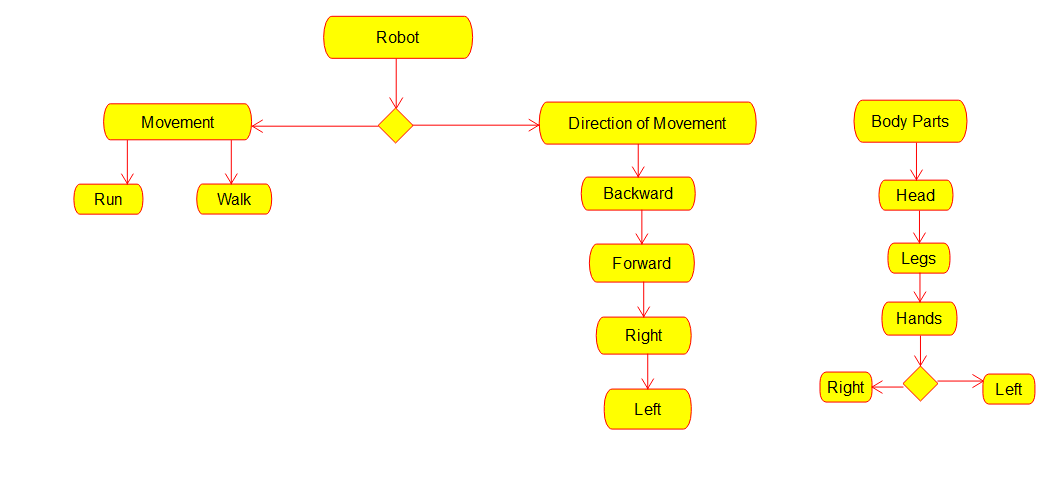 Robot
Movement
Direction of Movement
Body Parts
Run
Walk
Backward
Head
Forward
Legs
Right
Hands
Left
Right
Left